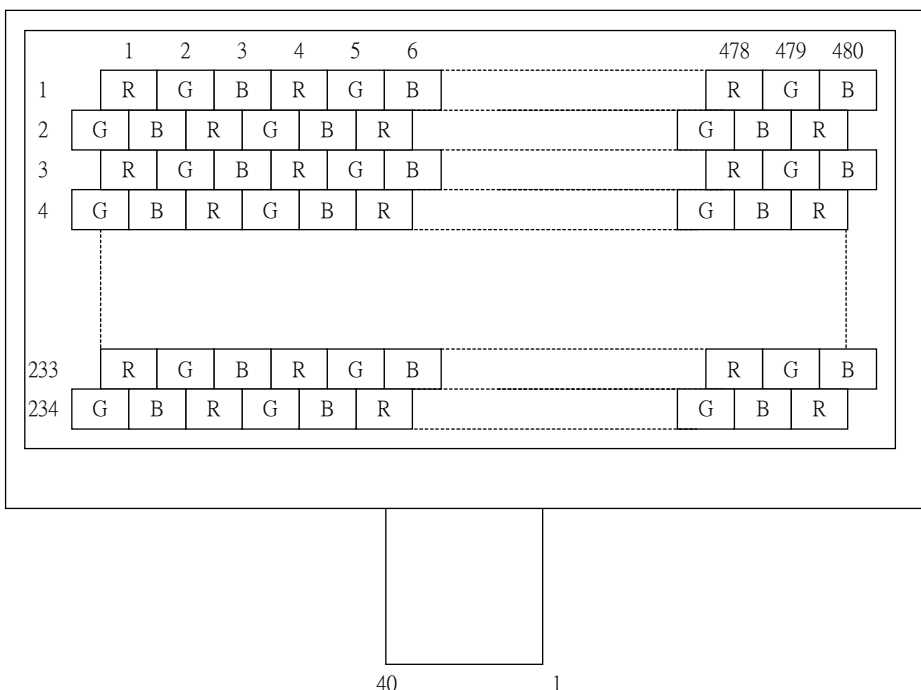 1 2 3 4 5 6 478 479 480
1 R G B R G B R G B
2 G B R G B R G B R
3 R G B R G B R G B
4 G B R G B R G B R
233 R G B R G B R G B
234 G B R G B R G B R
40 1